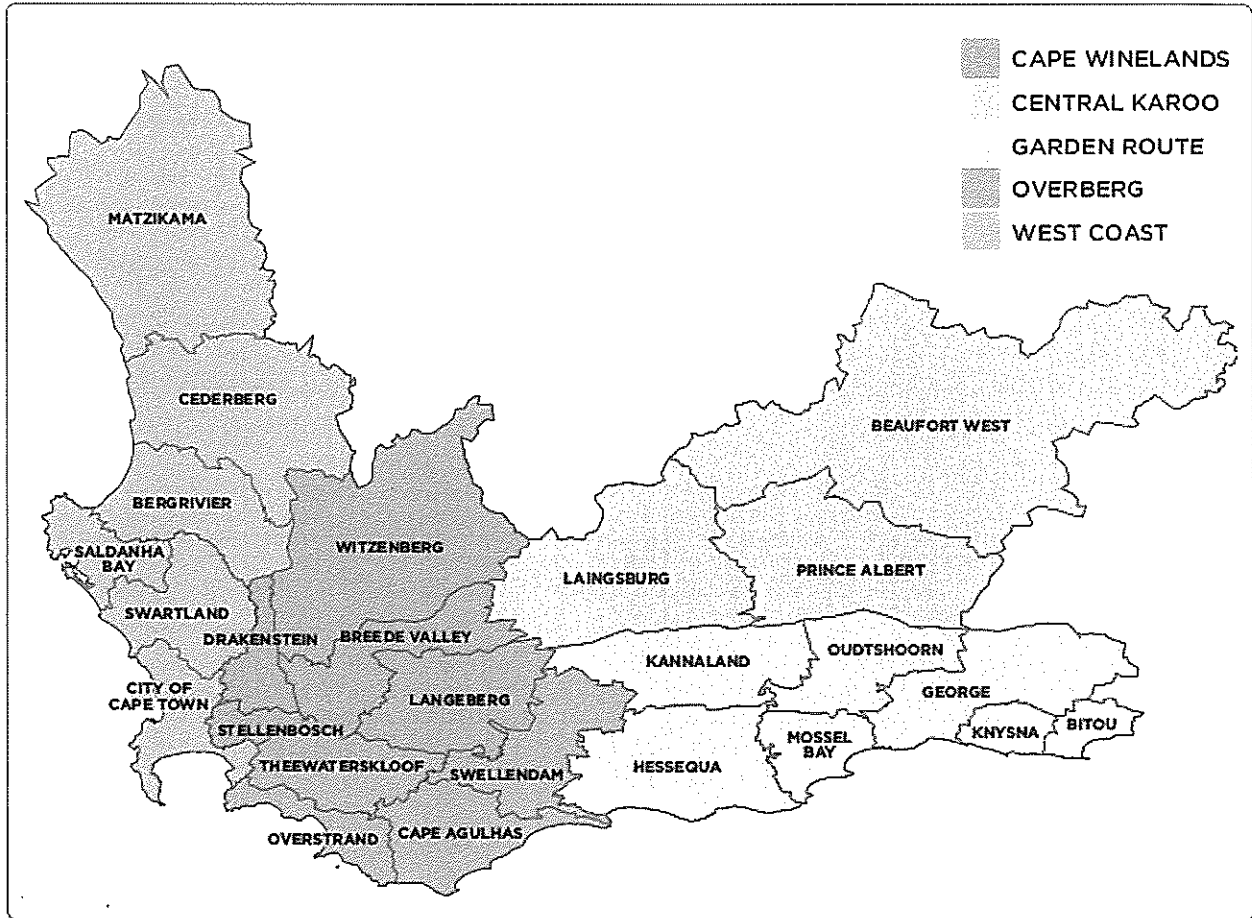 CAPE WINELANDS
CENTRAL KAROO
GARDEN ROUTE
OVERBERG
WEST COAST
MATZIKAMA
CEDERBERG
BEAUFORT WEST
BERGRIVIER
WITZENBERG
SALDANHA
BAY
LAINGSBURG
PRINCE ALBERT
SWARTLAND
DRAKENSTEIN
BREEDE VALLEY
KANNALAND
OUDTSHOORN
CITY OF
CAPE TOWN
LANGEBERG
GEORGE
STELLENBOSCH
MOSSEL
BAY
KNYSNA
BITOU
THEEWATERSKLOOF
SWELLENDAM
HESSEQUA
OVERSTRAND
CAPE AGULHAS